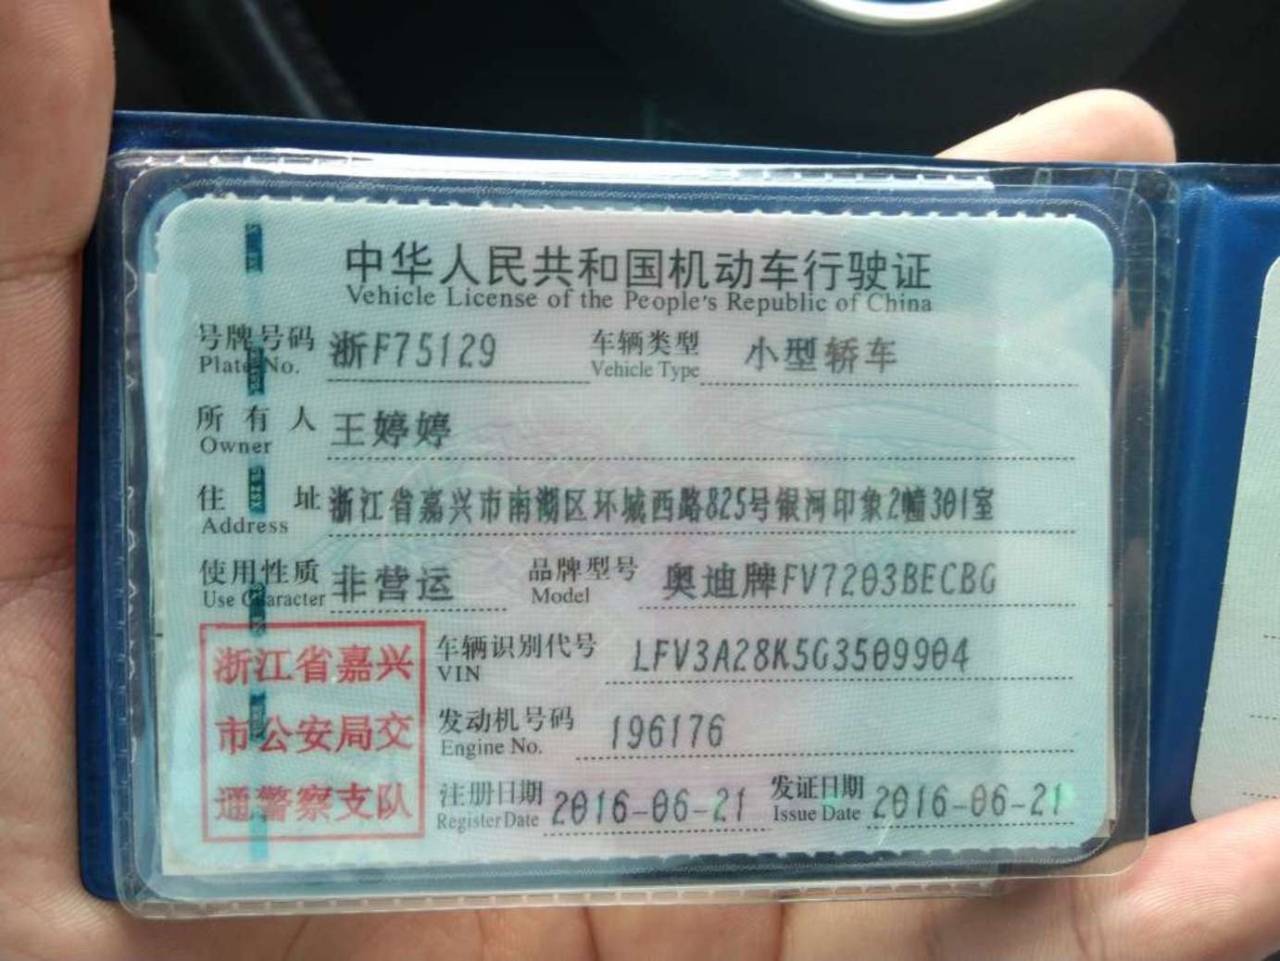 中华人民共和国机动车行驶证
Vehicle License of the People's Republic of China
号牌号码 浙F75129 车辆类型 小型轿车
Plate No. Vehicle Type
所有人 王婷婷
Owner
住址 浙江省嘉兴市南湖区环城西路825号银河印象2幢301室
Address
使用性质 非营运 品牌型号 奥迪牌FV7203BECBG
Use Character Model
浙江省嘉兴
市公安局交
通警察支队
车辆识别代号 LFV3A28K5G3509904
VIN
发动机号码 196176
Engine No.
注册日期 2016-06-21 发证日期 2016-06-21
Register Date Issue Date